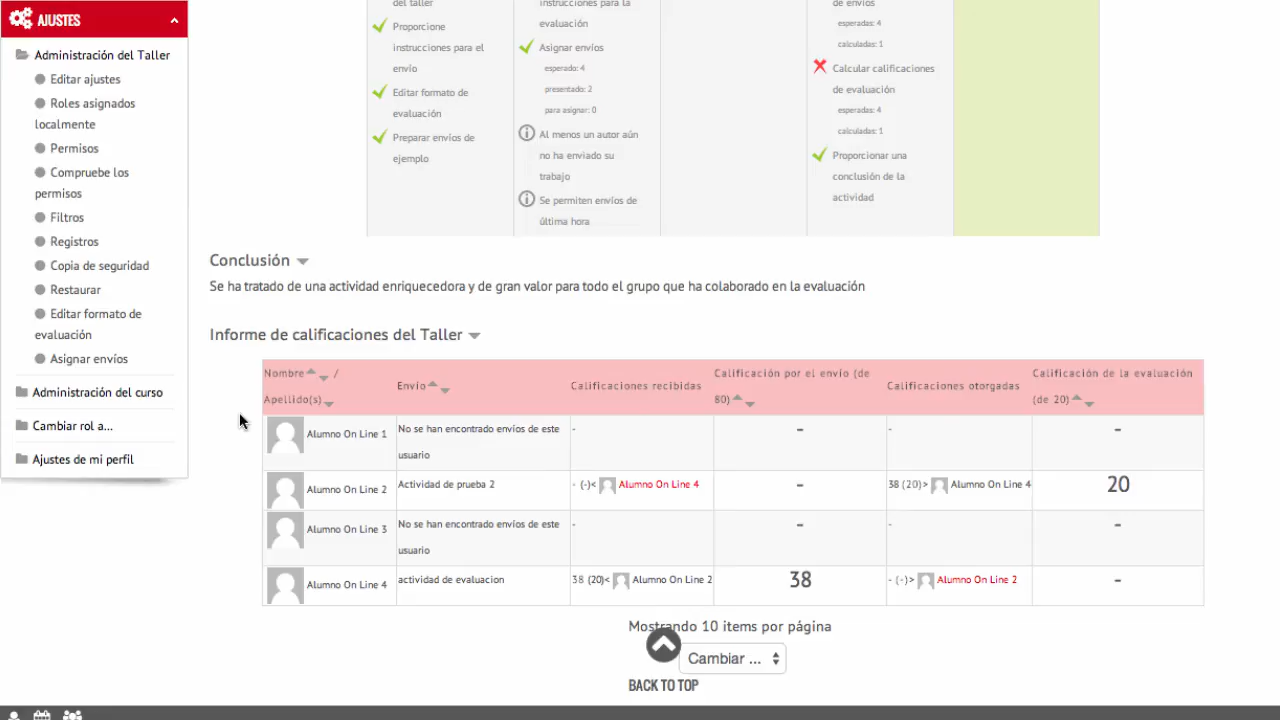 AJUSTES
Administración del Taller
Editar ajustes
Roles asignados
localmente
Permisos
Compruebe los
permisos
Filtros
Registros
Copia de seguridad
Restaurar
Editar formato de
evaluación
Asignar envíos
Administración del curso
Cambiar rol a...
Ajustes de mi perfil
del taller
Proporcione
instrucciones para el
envío
Editar formato de
evaluación
Preparar envíos de
ejemplo
instrucciones para la
evaluación
Asignar envíos
esperado: 4
presentado: 2
para asignar: 0
Al menos un autor aún
no ha enviado su
trabajo
Se permiten envíos de
última hora
de envíos
esperadas: 4
calculadas: 1
Calcular calificaciones
de evaluación
esperadas: 4
calculadas: 1
Proporcionar una
conclusión de la
actividad
Conclusión
Se ha tratado de una actividad enriquecedora y de gran valor para todo el grupo que ha colaborado en la evaluación
Informe de calificaciones del Taller
Nombre /
Apellido(s)
Envío
Calificaciones recibidas
Calificación por el envío (de
80)
Calificaciones otorgadas
Calificación de la evaluación
(de 20)
Alumno On Line 1
No se han encontrado envíos de este
usuario
-
-
-
-
Alumno On Line 2
Actividad de prueba 2
- (-)< Alumno On Line 4
-
38 (20)> Alumno On Line 4
20
Alumno On Line 3
No se han encontrado envíos de este
usuario
-
-
-
-
Alumno On Line 4
actividad de evaluacion
38 (20)< Alumno On Line 2
38
- (-)> Alumno On Line 2
-
Mostrando 10 items por página
Cambiar ...
BACK TO TOP